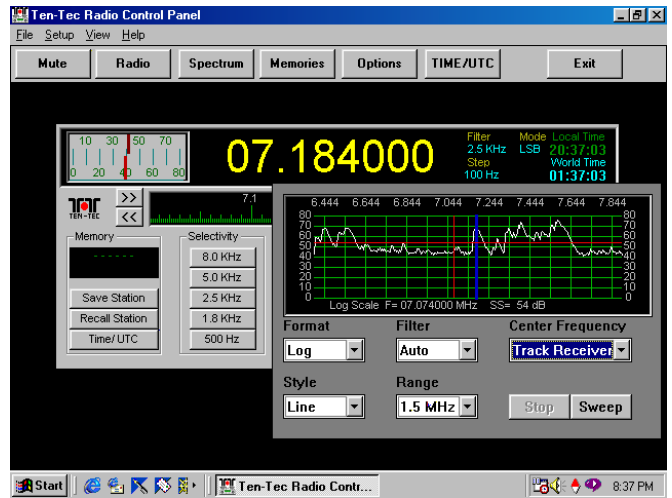 Ten-Tec Radio Control Panel
File Setup View Help
Mute Radio Spectrum Memories Options TIME/UTC Exit
10 30 50 70
0 20 40 60 80
07.184000
Filter Mode Local Time
2.5 KHz LSB 20:37:03
Step World Time
100 Hz 01:37:03
TEN-TEC
>>
<<
7.1
Memory
------
Save Station
Recall Station
Time/UTC
Selectivity
8.0 KHz
5.0 KHz
2.5 KHz
1.8 KHz
500 Hz
6.444 6.644 6.844 7.044 7.244 7.444 7.644 7.844
80 80
70 70
60 60
50 50
40 40
30 30
20 20
10 10
0 0
Log Scale F= 07.074000 MHz SS= 54 dB
Format Filter Center Frequency
Log Auto Track Receiver
Style Range
Line 1.5 MHz Stop Sweep
Start Ten-Tec Radio Contr... 8:37 PM